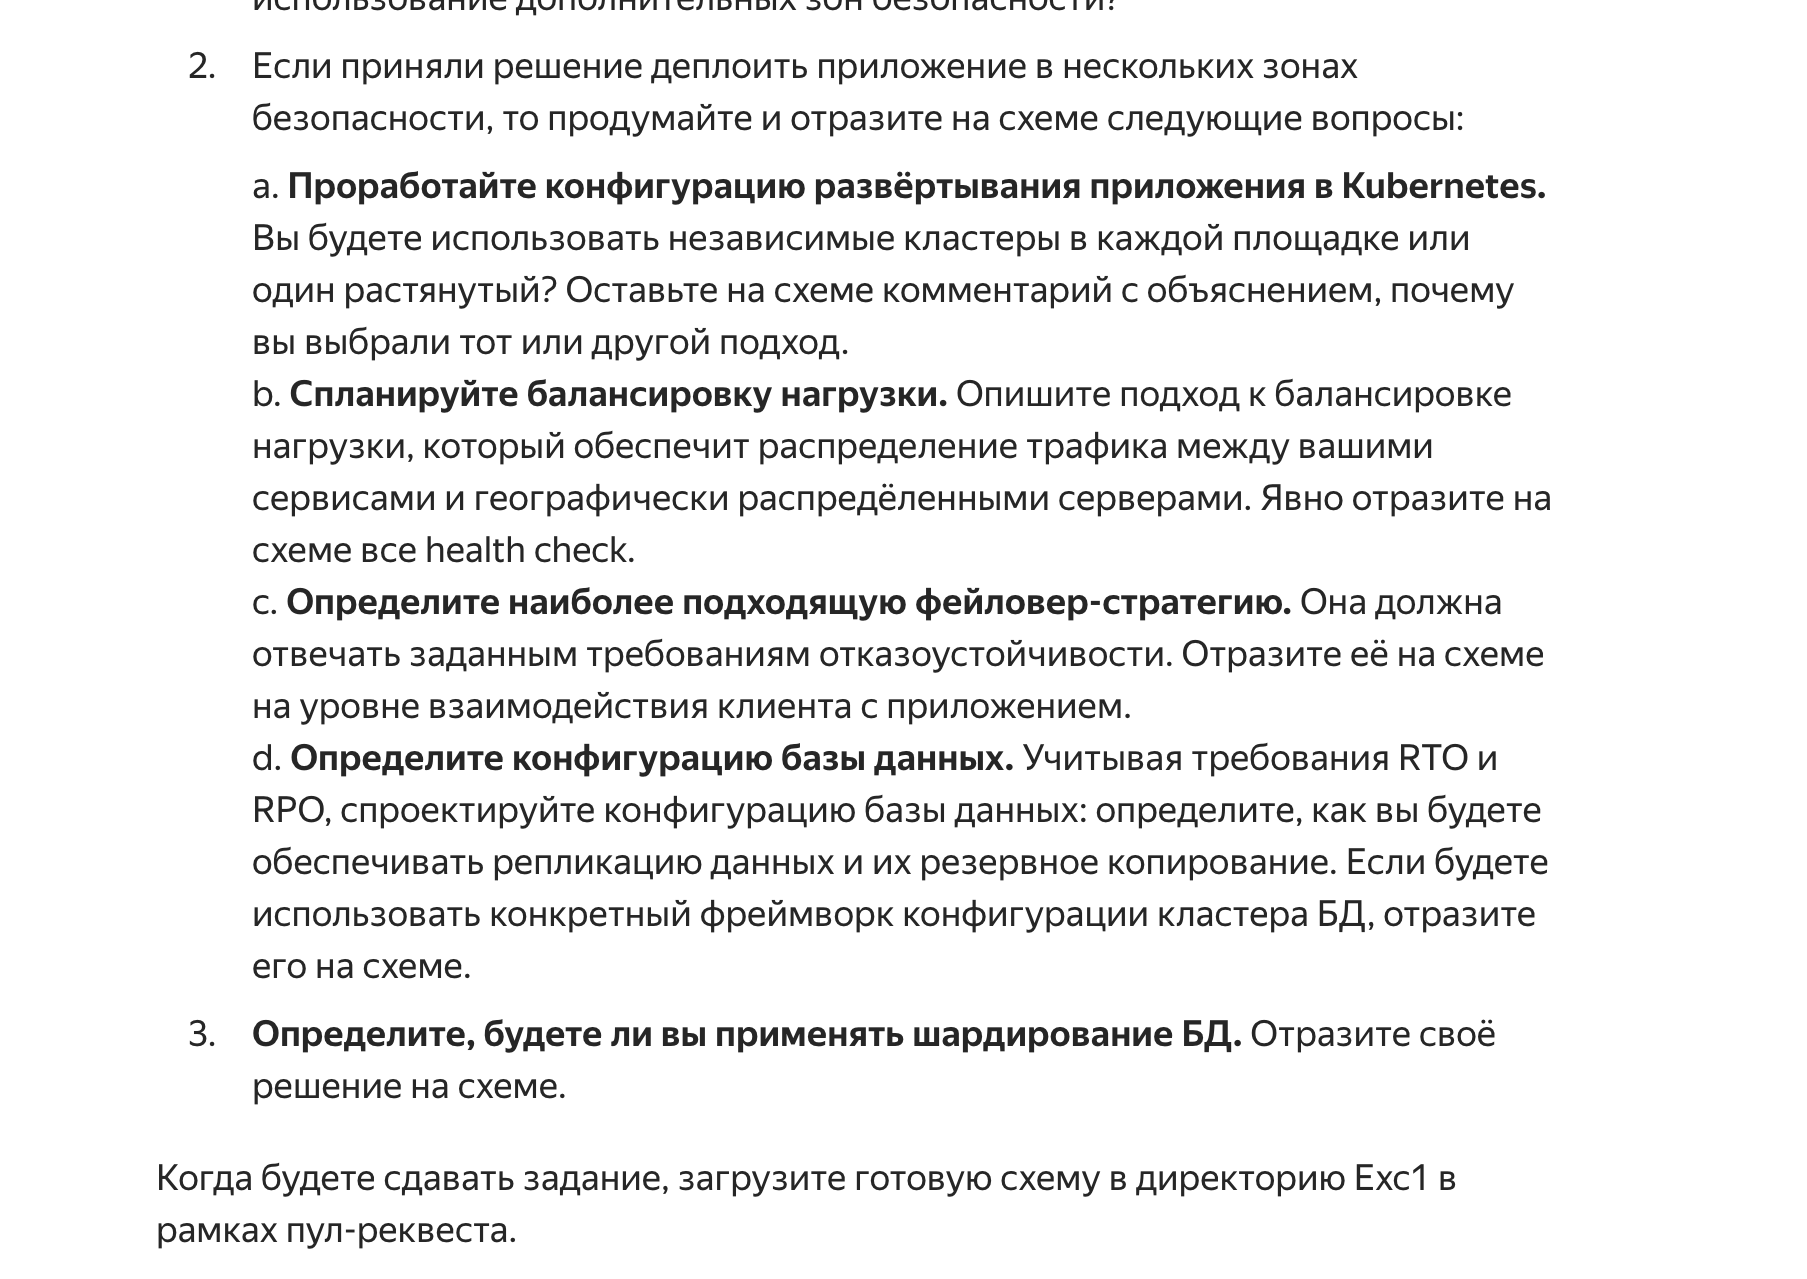 использование дополнительных зон безопасности?
2. Если приняли решение деплоить приложение в нескольких зонах
безопасности, то продумайте и отразите на схеме следующие вопросы:
a. Проработайте конфигурацию развёртывания приложения в Kubernetes.
Вы будете использовать независимые кластеры в каждой площадке или
один растянутый? Оставьте на схеме комментарий с объяснением, почему
вы выбрали тот или другой подход.
b. Спланируйте балансировку нагрузки. Опишите подход к балансировке
нагрузки, который обеспечит распределение трафика между вашими
сервисами и географически распредёленными серверами. Явно отразите на
схеме все health check.
c. Определите наиболее подходящую фейловер-стратегию. Она должна
отвечать заданным требованиям отказоустойчивости. Отразите её на схеме
на уровне взаимодействия клиента с приложением.
d. Определите конфигурацию базы данных. Учитывая требования RTO и
RPO, спроектируйте конфигурацию базы данных: определите, как вы будете
обеспечивать репликацию данных и их резервное копирование. Если будете
использовать конкретный фреймворк конфигурации кластера БД, отразите
его на схеме.
3. Определите, будете ли вы применять шардирование БД. Отразите своё
решение на схеме.
Когда будете сдавать задание, загрузите готовую схему в директорию Exc1 в
рамках пул-реквеста.